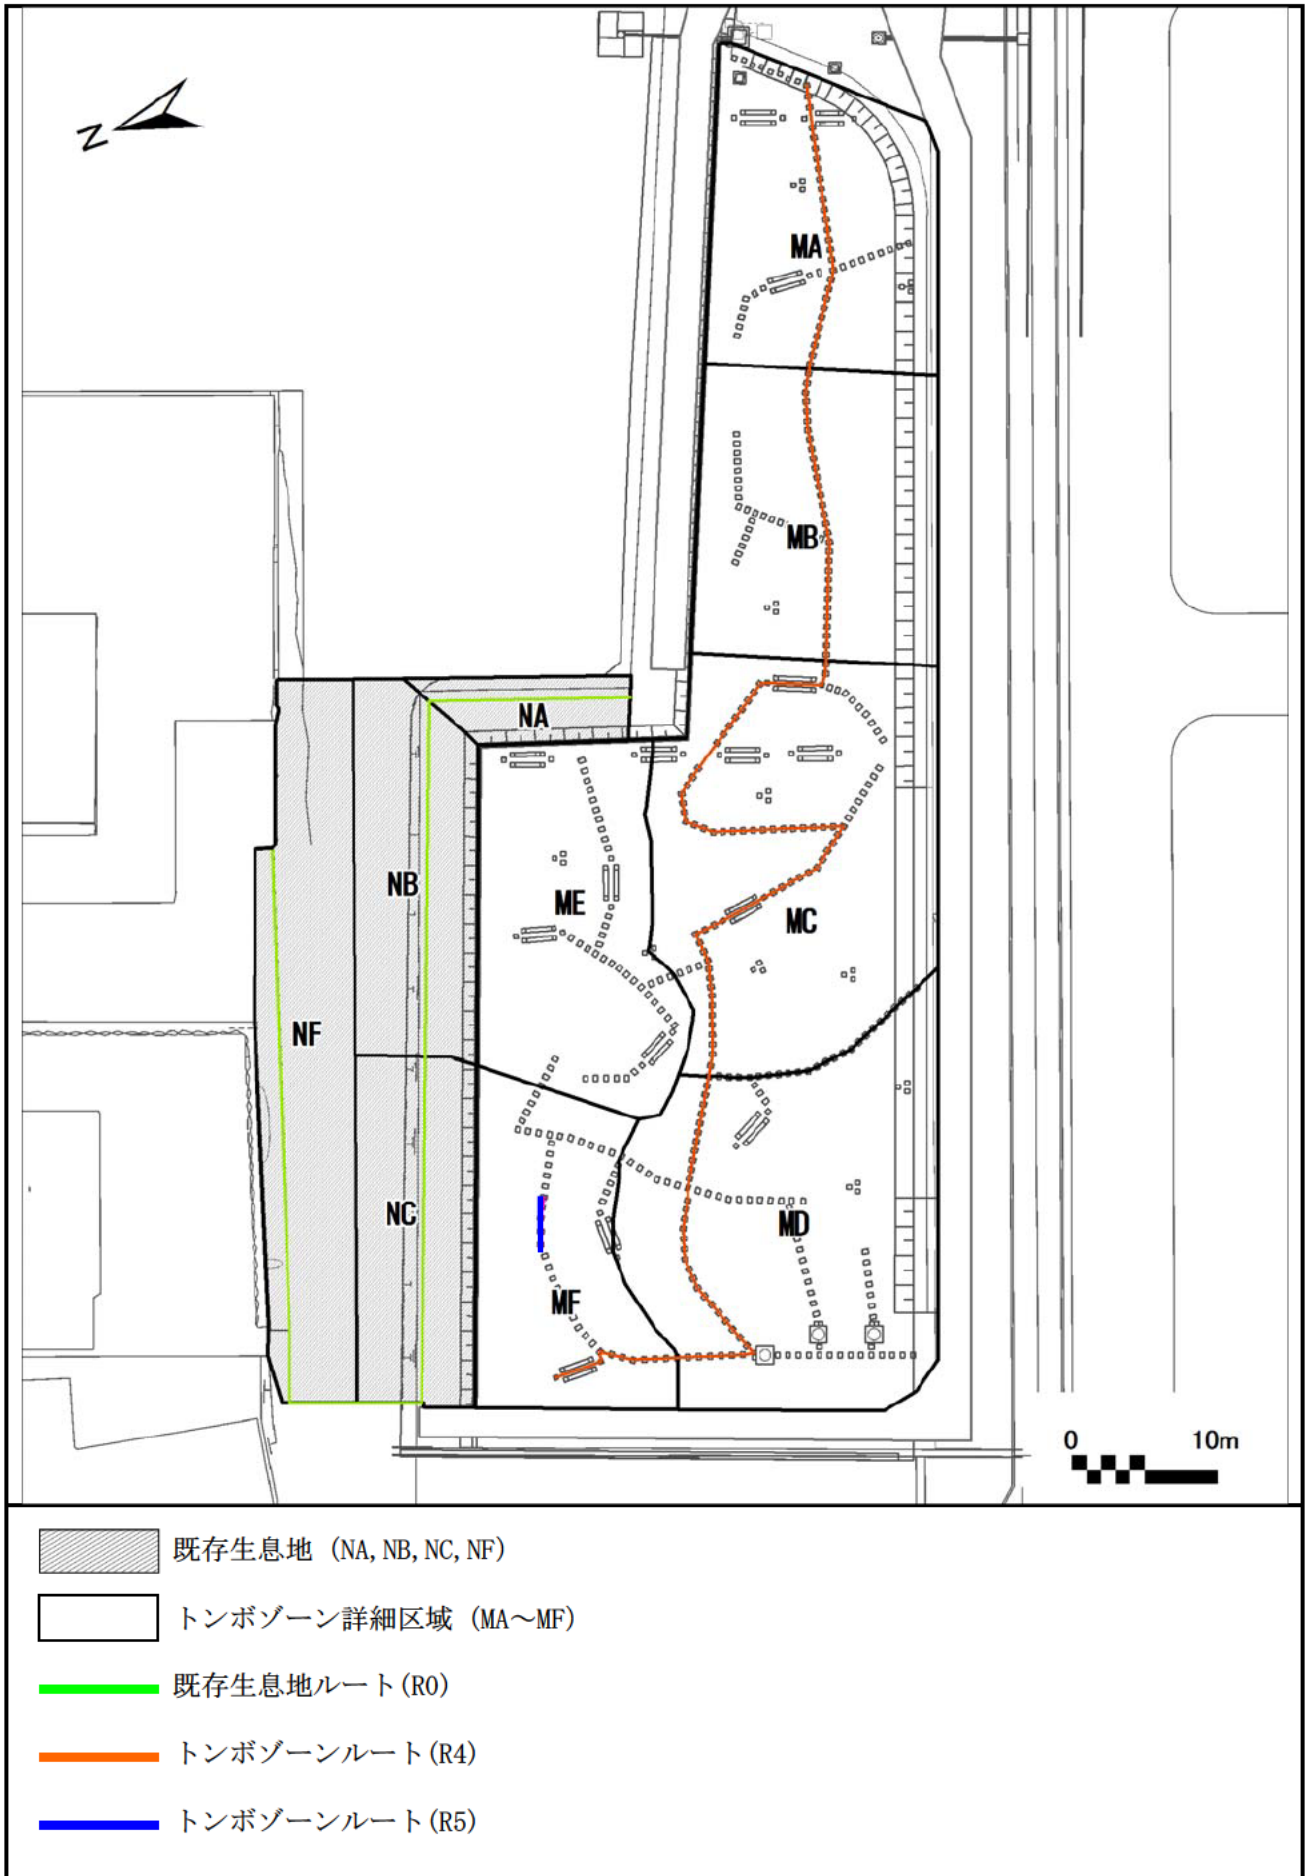 N
MA
MB
NA
NB
ME
MC
NF
NC
MD
MF
0 10m
既存生息地 (NA, NB, NC, NF)
トンボゾーン詳細区域 (MA～MF)
既存生息地ルート(R0)
トンボゾーンルート(R4)
トンボゾーンルート(R5)